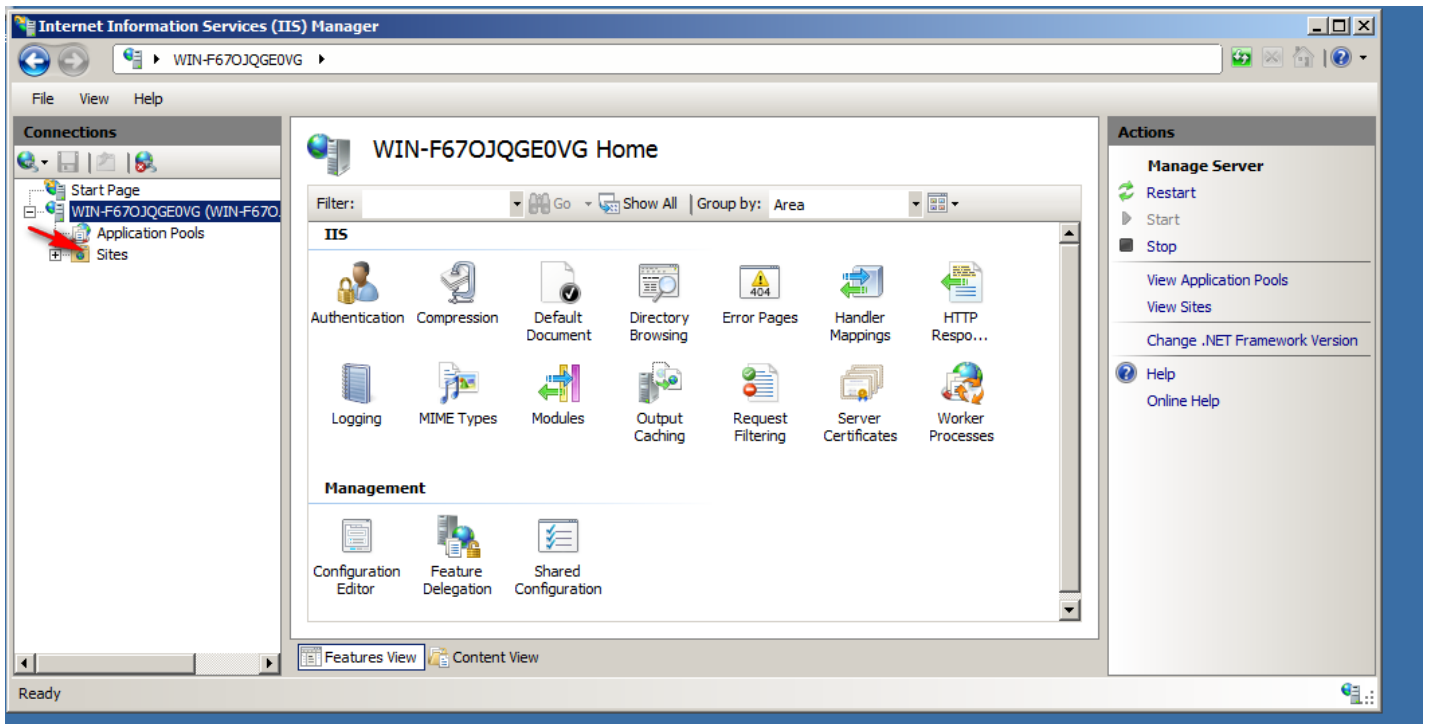 Internet Information Services (IIS) Manager
WIN-F67OJQGE0VG
File View Help
Connections
Start Page
WIN-F67OJQGE0VG (WIN-F67O
Application Pools
Sites
WIN-F67OJQGE0VG Home
Filter: Go Show All Group by: Area
IIS
Authentication Compression Default Document Directory Browsing Error Pages Handler Mappings HTTP Respo...
404
Logging MIME Types Modules Output Caching Request Filtering Server Certificates Worker Processes
Management
Configuration Editor Feature Delegation Shared Configuration
Features View Content View
Actions
Manage Server
Restart
Start
Stop
View Application Pools
View Sites
Change .NET Framework Version
Help
Online Help
Ready